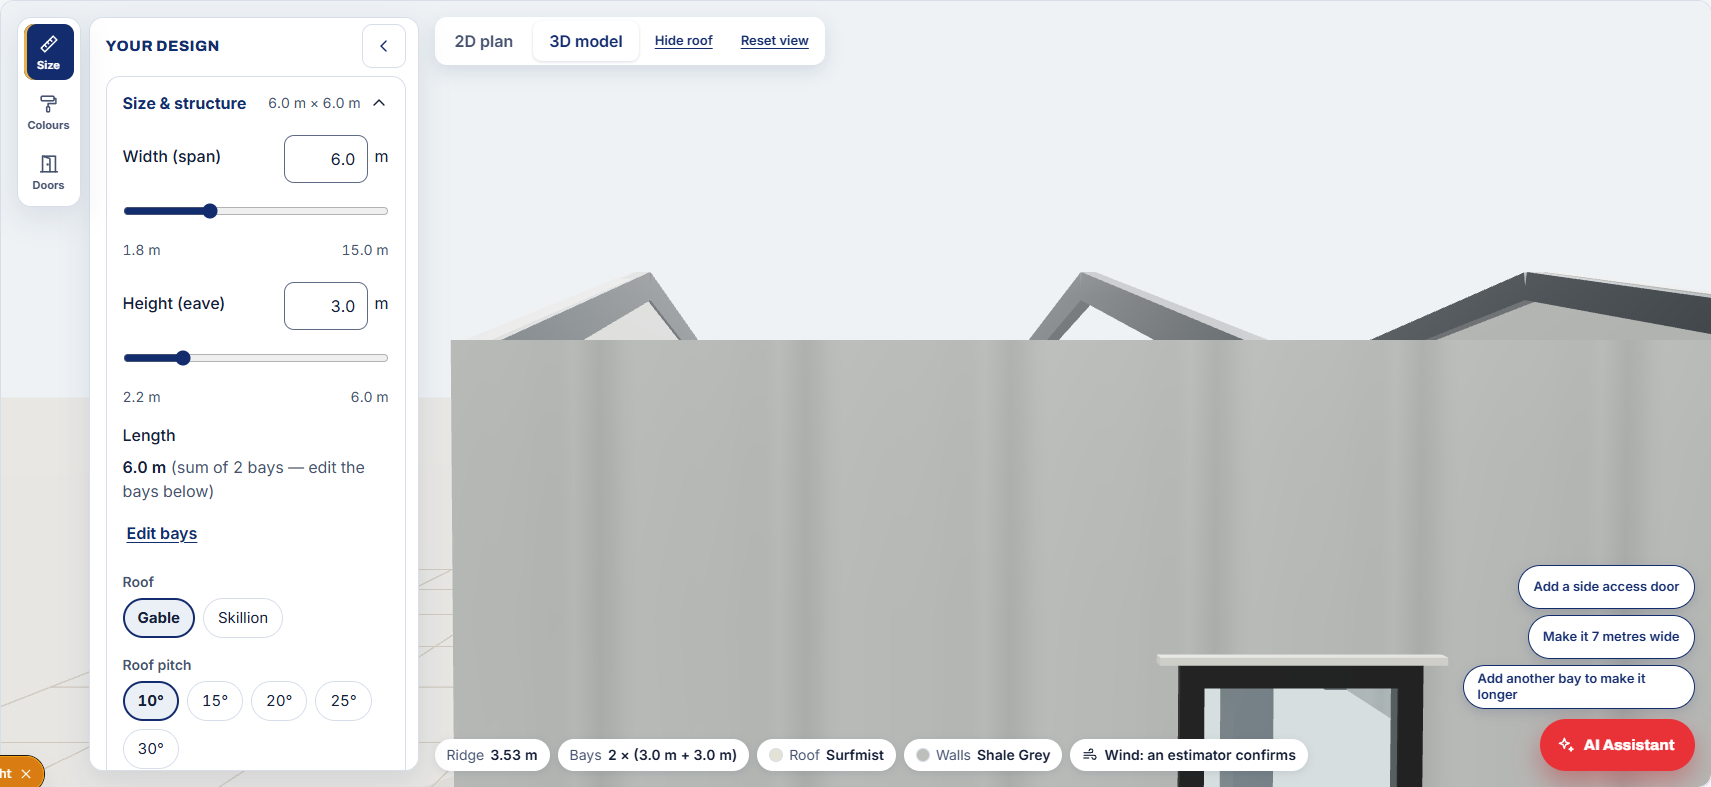 Size
Colours
Doors
YOUR DESIGN
Size & structure 6.0 m × 6.0 m
Width (span) 6.0 m
1.8 m 15.0 m
Height (eave) 3.0 m
2.2 m 6.0 m
Length
6.0 m (sum of 2 bays — edit the
bays below)
Edit bays
Roof
Gable Skillion
Roof pitch
10° 15° 20° 25°
30°
2D plan 3D model Hide roof Reset view
Add a side access door
Make it 7 metres wide
Add another bay to make it
longer
AI Assistant
Ridge 3.53 m Bays 2 × (3.0 m + 3.0 m) Roof Surfmist Walls Shale Grey Wind: an estimator confirms
ht ×